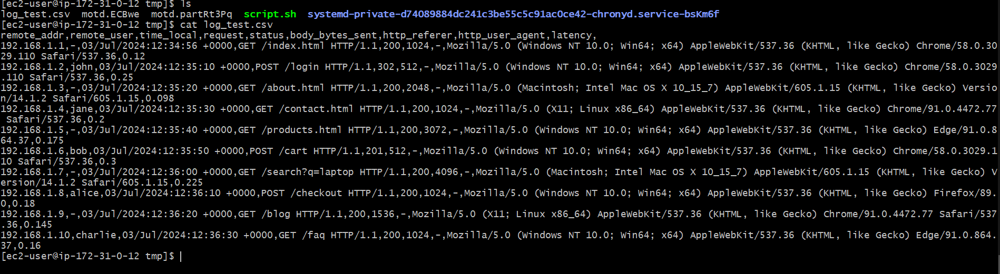 [ec2-user@ip-172-31-0-12 tmp]$ ls
log_test.csv  motd.ECBwe  motd.partRt3Pq  script.sh  systemd-private-d74089884dc241c3be55c5c91ac0ce42-chronyd.service-bsKm6f
[ec2-user@ip-172-31-0-12 tmp]$ cat log_test.csv
remote_addr,remote_user,time_local,request,status,body_bytes_sent,http_referer,http_user_agent,latency,
192.168.1.1,-,03/Jul/2024:12:34:56 +0000,GET /index.html HTTP/1.1,200,1024,-,Mozilla/5.0 (Windows NT 10.0; Win64; x64) AppleWebKit/537.36 (KHTML, like Gecko) Chrome/58.0.30
29.110 Safari/537.36,0.12
192.168.1.2,john,03/Jul/2024:12:35:10 +0000,POST /login HTTP/1.1,302,512,-,Mozilla/5.0 (Windows NT 10.0; Win64; x64) AppleWebKit/537.36 (KHTML, like Gecko) Chrome/58.0.3029
.110 Safari/537.36,0.25
192.168.1.3,-,03/Jul/2024:12:35:20 +0000,GET /about.html HTTP/1.1,200,2048,-,Mozilla/5.0 (Macintosh; Intel Mac OS X 10_15_7) AppleWebKit/605.1.15 (KHTML, like Gecko) Versio
n/14.1.2 Safari/605.1.15,0.098
192.168.1.4,jane,03/Jul/2024:12:35:30 +0000,GET /contact.html HTTP/1.1,200,1024,-,Mozilla/5.0 (X11; Linux x86_64) AppleWebKit/537.36 (KHTML, like Gecko) Chrome/91.0.4472.77
 Safari/537.36,0.2
192.168.1.5,-,03/Jul/2024:12:35:40 +0000,GET /products.html HTTP/1.1,200,3072,-,Mozilla/5.0 (Windows NT 10.0; Win64; x64) AppleWebKit/537.36 (KHTML, like Gecko) Edge/91.0.8
64.37,0.175
192.168.1.6,bob,03/Jul/2024:12:35:50 +0000,POST /cart HTTP/1.1,201,512,-,Mozilla/5.0 (Windows NT 10.0; Win64; x64) AppleWebKit/537.36 (KHTML, like Gecko) Chrome/58.0.3029.1
10 Safari/537.36,0.3
192.168.1.7,-,03/Jul/2024:12:36:00 +0000,GET /search?q=laptop HTTP/1.1,200,4096,-,Mozilla/5.0 (Macintosh; Intel Mac OS X 10_15_7) AppleWebKit/605.1.15 (KHTML, like Gecko) V
ersion/14.1.2 Safari/605.1.15,0.225
192.168.1.8,alice,03/Jul/2024:12:36:10 +0000,POST /checkout HTTP/1.1,200,1024,-,Mozilla/5.0 (Windows NT 10.0; Win64; x64) AppleWebKit/537.36 (KHTML, like Gecko) Firefox/89.
0,0.18
192.168.1.9,-,03/Jul/2024:12:36:20 +0000,GET /blog HTTP/1.1,200,1536,-,Mozilla/5.0 (X11; Linux x86_64) AppleWebKit/537.36 (KHTML, like Gecko) Chrome/91.0.4472.77 Safari/537
.36,0.145
192.168.1.10,charlie,03/Jul/2024:12:36:30 +0000,GET /faq HTTP/1.1,200,1024,-,Mozilla/5.0 (Windows NT 10.0; Win64; x64) AppleWebKit/537.36 (KHTML, like Gecko) Edge/91.0.864.
37,0.16
[ec2-user@ip-172-31-0-12 tmp]$